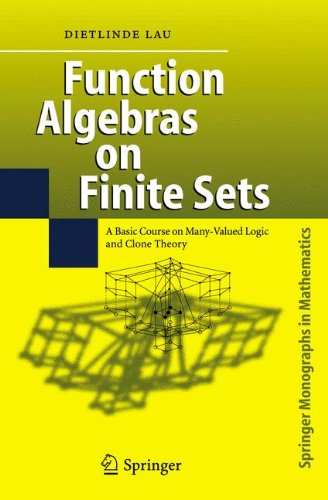 DIETLINDE LAU
Function
Algebras
on
Finite Sets
A Basic Course on Many-Valued Logic
and Clone Theory
Springer Monographs in Mathematics
Springer